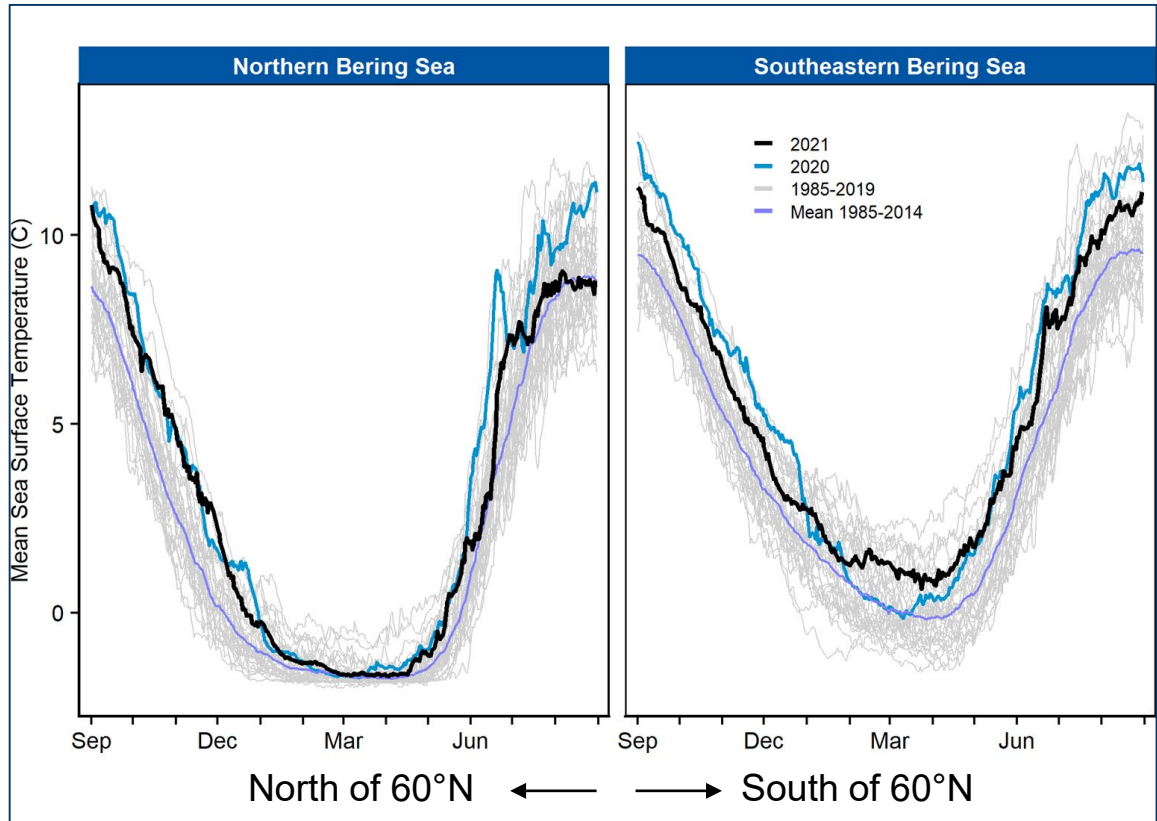 Northern Bering Sea
Southeastern Bering Sea
Mean Sea Surface Temperature (C)
10
5
0
2021
2020
1985-2019
Mean 1985-2014
Sep Dec Mar Jun
Sep Dec Mar Jun
North of 60°N South of 60°N